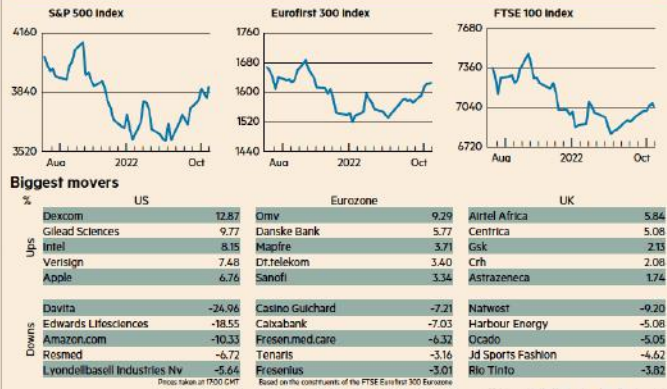 S&P 500 Index
Eurofirst 300 Index
FTSE 100 Index
4160
3840
3520
Aug 2022 Oct
1760
1680
1600
1520
1440
Aug 2022 Oct
7680
7360
7040
6720
Aug 2022 Oct
Biggest movers
% US Eurozone UK
Ups
Dexcom 12.87 Omv 9.29 Airtel Africa 5.84
Gilead Sciences 9.77 Danske Bank 5.77 Centrica 5.08
Intel 8.15 Mapfre 3.71 Gsk 2.13
Verisign 7.48 Dt.telekom 3.40 Crh 2.08
Apple 6.76 Sanofi 3.34 Astrazeneca 1.74
Downs
Davita -24.96 Casino Guichard -7.21 Natwest -9.20
Edwards Lifesciences -18.55 Caixabank -7.03 Harbour Energy -5.08
Amazon.com -10.33 Fresen.med.care -6.32 Ocado -5.05
Resmed -6.72 Tenaris -3.16 Jd Sports Fashion -4.62
Lyondellbasell Industries Nv -5.64 Fresenius -3.01 Rio Tinto -3.82
Prices taken at 17:00 GMT Based on the constituents of the FTSE Eurofirst 300 Eurozone